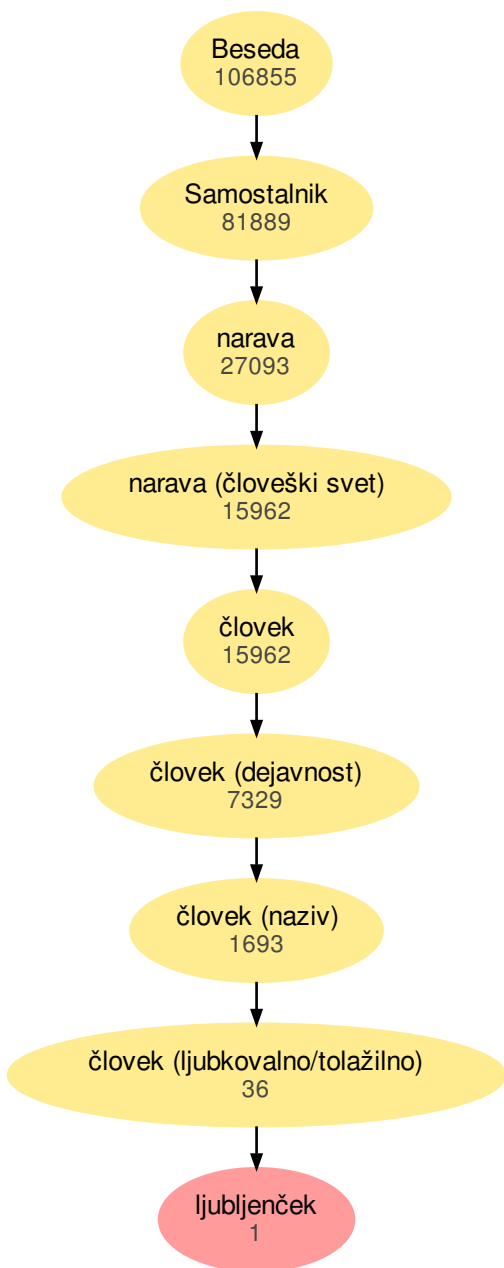 Beseda
106855
Samostalnik
81889
narava
27093
narava (človeški svet)
15962
človek
15962
človek (dejavnost)
7329
človek (naziv)
1693
človek (ljubkovalno/tolažilno)
36
ljubljenček
1